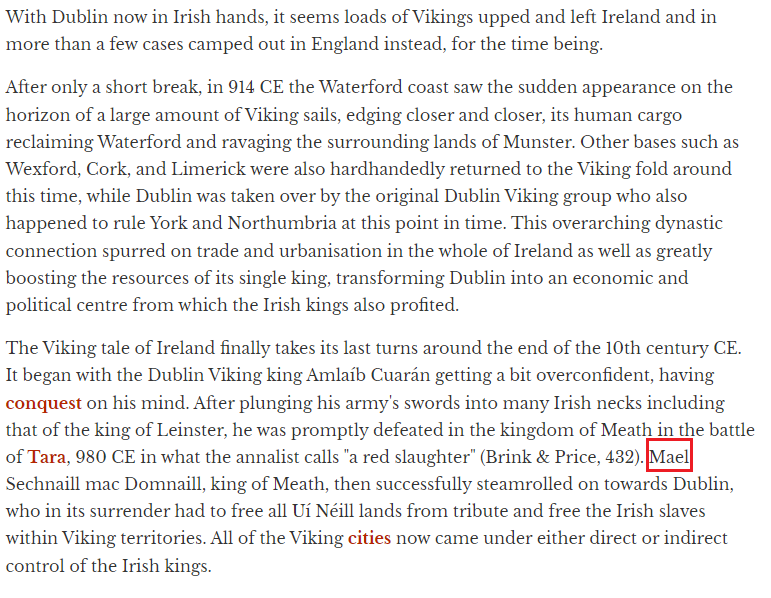 With Dublin now in Irish hands, it seems loads of Vikings upped and left Ireland and in
more than a few cases camped out in England instead, for the time being.
After only a short break, in 914 CE the Waterford coast saw the sudden appearance on the
horizon of a large amount of Viking sails, edging closer and closer, its human cargo
reclaiming Waterford and ravaging the surrounding lands of Munster. Other bases such as
Wexford, Cork, and Limerick were also hardhandedly returned to the Viking fold around
this time, while Dublin was taken over by the original Dublin Viking group who also
happened to rule York and Northumbria at this point in time. This overarching dynastic
connection spurred on trade and urbanisation in the whole of Ireland as well as greatly
boosting the resources of its single king, transforming Dublin into an economic and
political centre from which the Irish kings also profited.
The Viking tale of Ireland finally takes its last turns around the end of the 10th century CE.
It began with the Dublin Viking king Amlaíb Cuarán getting a bit overconfident, having
conquest on his mind. After plunging his army's swords into many Irish necks including
that of the king of Leinster, he was promptly defeated in the kingdom of Meath in the battle
of Tara, 980 CE in what the annalist calls "a red slaughter" (Brink & Price, 432). Mael
Sechnaill mac Domnaill, king of Meath, then successfully steamrolled on towards Dublin,
who in its surrender had to free all Uí Néill lands from tribute and free the Irish slaves
within Viking territories. All of the Viking cities now came under either direct or indirect
control of the Irish kings.